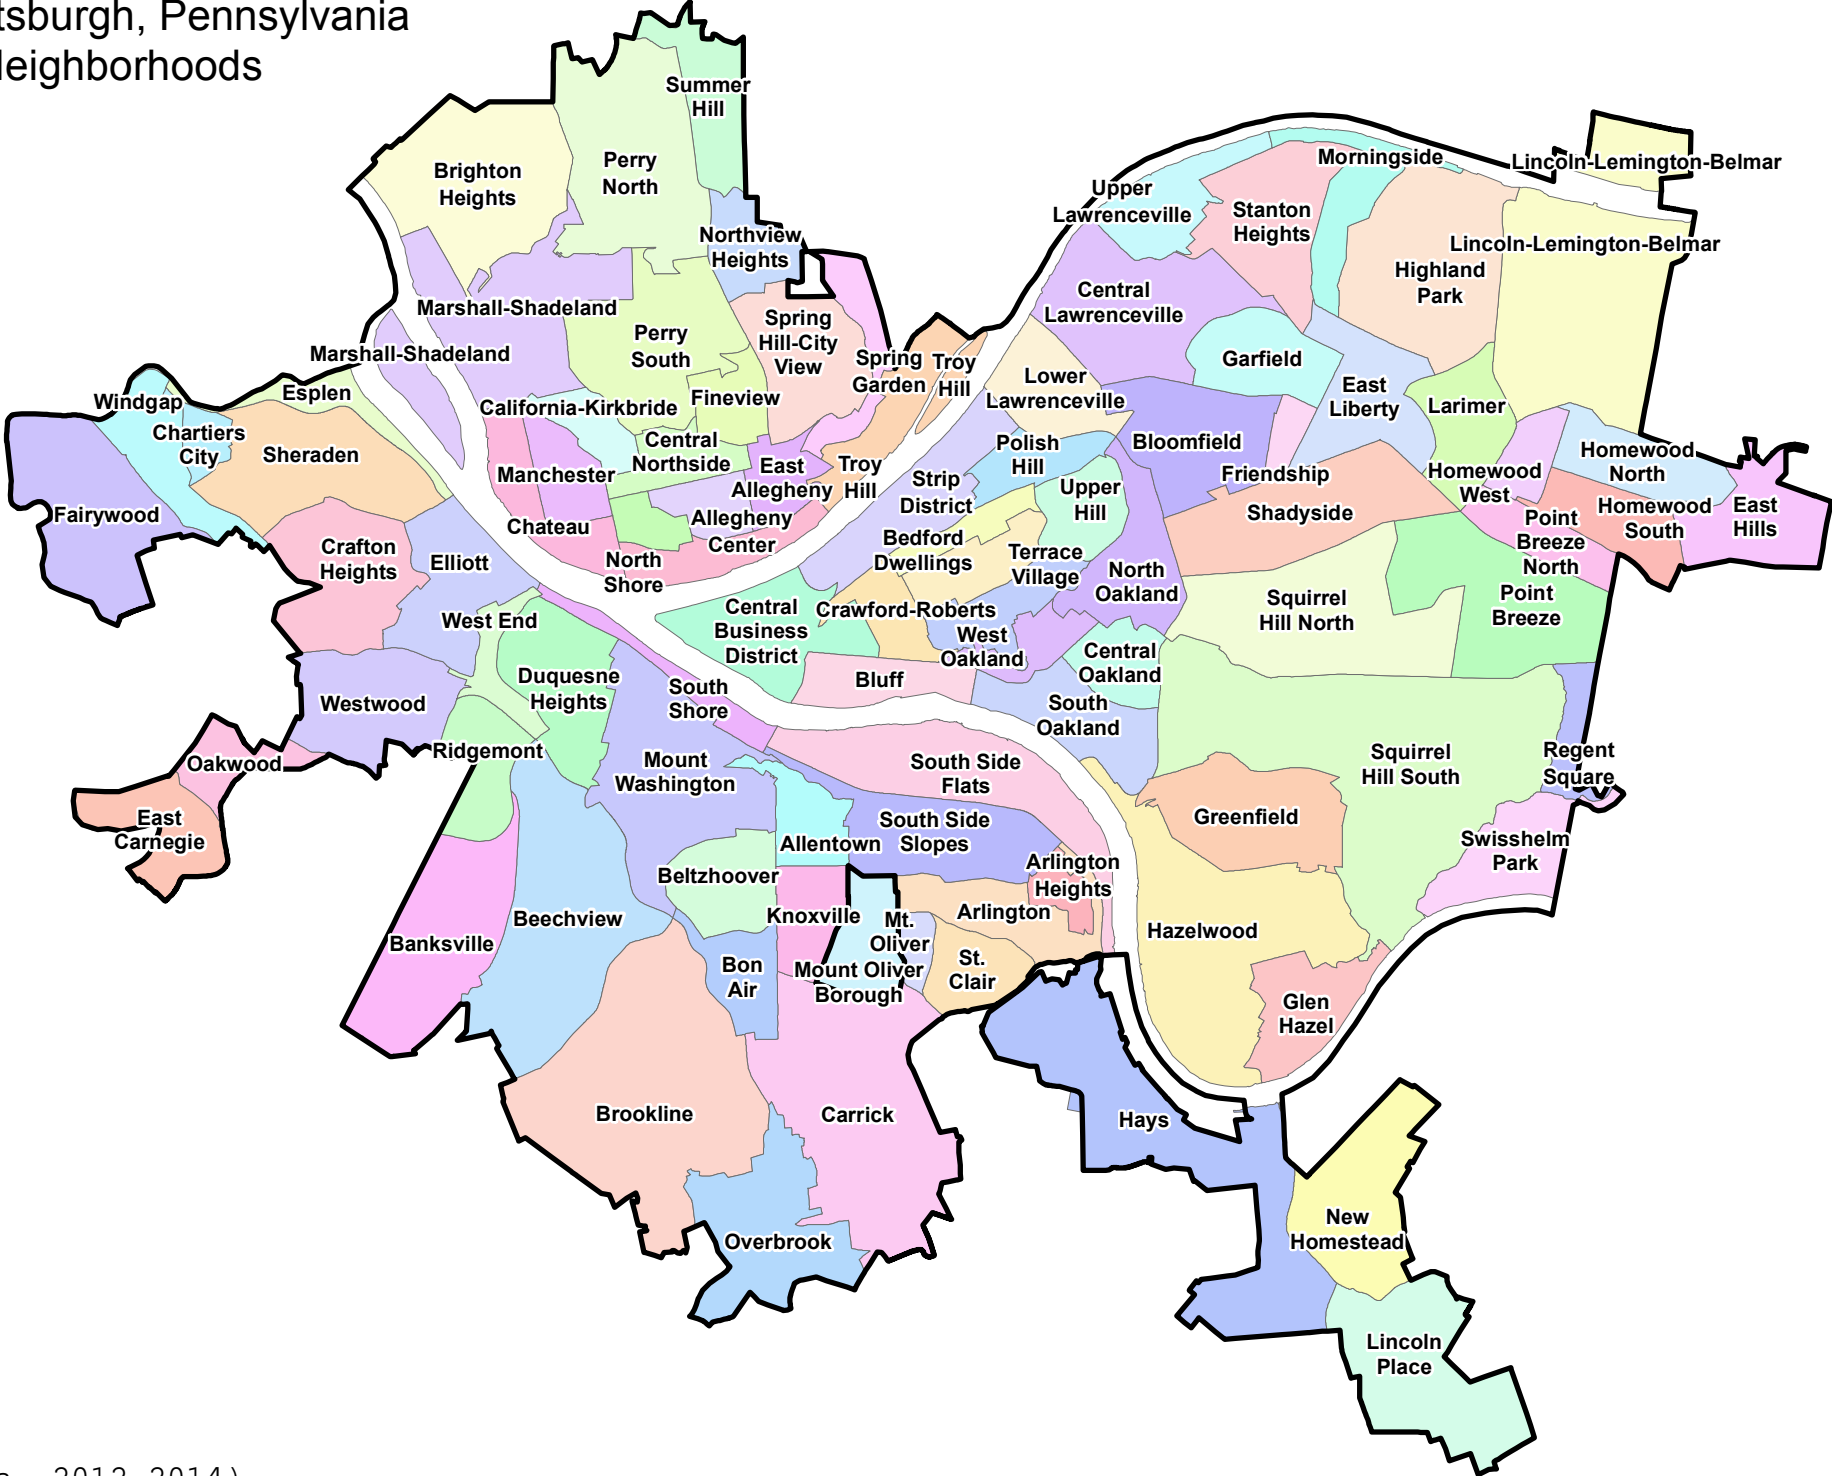 tsburgh, Pennsylvania
leighborhoods
Summer
Hill
Brighton
Heights
Perry
North
Northview
Heights
Marshall-Shadeland
Marshall-Shadeland
Perry
South
Spring
Hill-City
View
Spring
Garden
Troy
Hill
Fineview
California-Kirkbride
Central
Northside
East
Allegheny
Troy
Hill
Manchester
Chateau
Allegheny
Center
North
Shore
Esplen
Windgap
Chartiers
City
Sheraden
Fairywood
Crafton
Heights
Elliott
West End
Westwood
Duquesne
Heights
Ridgemont
Oakwood
East
Carnegie
South
Shore
Mount
Washington
Banksville
Beechview
Beltzhoover
Allentown
Knoxville
Bon
Air
Mt.
Oliver
Mount Oliver
Borough
Brookline
Carrick
Overbrook
South Side
Flats
South Side
Slopes
Arlington
Heights
Arlington
St.
Clair
Hays
New
Homestead
Lincoln
Place
Upper
Lawrenceville
Central
Lawrenceville
Lower
Lawrenceville
Stanton
Heights
Morningside
Highland
Park
Lincoln-Lemington-Belmar
Lincoln-Lemington-Belmar
Garfield
East
Liberty
Larimer
Bloomfield
Friendship
Shadyside
Homewood
West
Homewood
North
Homewood
South
East
Hills
Point
Breeze
North
Point
Breeze
Polish
Hill
Strip
District
Upper
Hill
Bedford
Dwellings
Terrace
Village
North
Oakland
Crawford-Roberts
Central
Business
District
West
Oakland
Central
Oakland
Bluff
South
Oakland
Squirrel
Hill North
Squirrel
Hill South
Regent
Square
Swisshelm
Park
Greenfield
Hazelwood
Glen
Hazel
2012-2014)